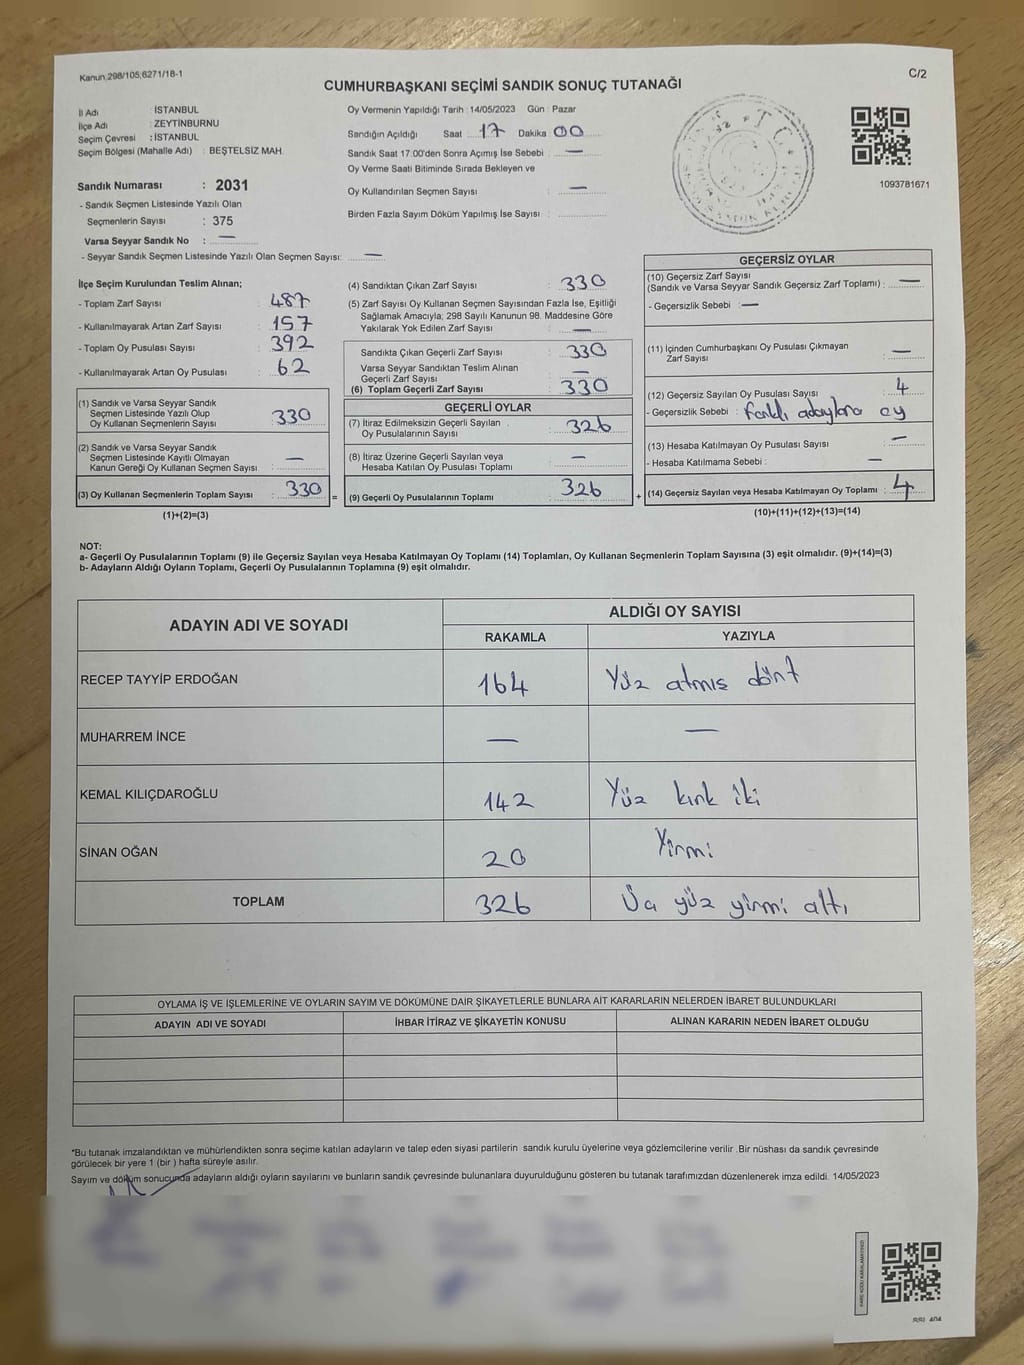 Kanun 298/105,6271/18-1
C/2
CUMHURBAŞKANI SEÇİMİ SANDIK SONUÇ TUTANAĞI
İl Adı : İSTANBUL
İlçe Adı : ZEYTİNBURNU
Seçim Çevresi : İSTANBUL
Seçim Bölgesi (Mahalle Adı) : BEŞTELSİZ MAH.
Sandık Numarası : 2031
- Sandık Seçmen Listesinde Yazılı Olan
Seçmenlerin Sayısı : 375
Varsa Seyyar Sandık No : —
- Seyyar Sandık Seçmen Listesinde Yazılı Olan Seçmen Sayısı: —
Oy Vermenin Yapıldığı Tarih : 14/05/2023 Gün : Pazar
Sandığın Açıldığı Saat 17 Dakika 00
Sandık Saat 17:00'den Sonra Açımış İse Sebebi : —
Oy Verme Saati Bitiminde Sırada Bekleyen ve
Oy Kullandırılan Seçmen Sayısı : —
Birden Fazla Sayım Döküm Yapılmış İse Sayısı :
1093781671
İlçe Seçim Kurulundan Teslim Alınan;
- Toplam Zarf Sayısı : 487
- Kullanılmayarak Artan Zarf Sayısı : 157
- Toplam Oy Pusulası Sayısı : 392
- Kullanılmayarak Artan Oy Pusulası : 62
(1) Sandık ve Varsa Seyyar Sandık
Seçmen Listesinde Yazılı Olup
Oy Kullanan Seçmenlerin Sayısı : 330
(2) Sandık ve Varsa Seyyar Sandık
Seçmen Listesinde Kayıtlı Olmayan
Kanun Gereği Oy Kullanan Seçmen Sayısı : —
(3) Oy Kullanan Seçmenlerin Toplam Sayısı : 330
(1)+(2)=(3)
(4) Sandıktan Çıkan Zarf Sayısı : 330
(5) Zarf Sayısı Oy Kullanan Seçmen Sayısından Fazla İse, Eşitliği
Sağlamak Amacıyla; 298 Sayılı Kanunun 98. Maddesine Göre
Yakılarak Yok Edilen Zarf Sayısı : —
Sandıkta Çıkan Geçerli Zarf Sayısı : 330
Varsa Seyyar Sandıktan Teslim Alınan
Geçerli Zarf Sayısı : —
(6) Toplam Geçerli Zarf Sayısı : 330
GEÇERLİ OYLAR
(7) İtiraz Edilmeksizin Geçerli Sayılan
Oy Pusulalarının Sayısı : 326
(8) İtiraz Üzerine Geçerli Sayılan veya
Hesaba Katılan Oy Pusulası Toplamı : —
= (9) Geçerli Oy Pusulalarının Toplamı : 326
GEÇERSİZ OYLAR
(10) Geçersiz Zarf Sayısı
(Sandık ve Varsa Seyyar Sandık Geçersiz Zarf Toplamı) : —
- Geçersizlik Sebebi : —
(11) İçinden Cumhurbaşkanı Oy Pusulası Çıkmayan
Zarf Sayısı : —
(12) Geçersiz Sayılan Oy Pusulası Sayısı : 4
- Geçersizlik Sebebi : farklı adaylara oy
(13) Hesaba Katılmayan Oy Pusulası Sayısı : —
- Hesaba Katılmama Sebebi : —
+ (14) Geçersiz Sayılan veya Hesaba Katılmayan Oy Toplamı : 4
(10)+(11)+(12)+(13)=(14)
NOT:
a- Geçerli Oy Pusulalarının Toplamı (9) ile Geçersiz Sayılan veya Hesaba Katılmayan Oy Toplamı (14) Toplamları, Oy Kullanan Seçmenlerin Toplam Sayısına (3) eşit olmalıdır. (9)+(14)=(3)
b- Adayların Aldığı Oyların Toplamı, Geçerli Oy Pusulalarının Toplamına (9) eşit olmalıdır.
ADAYIN ADI VE SOYADI ALDIĞI OY SAYISI
RAKAMLA YAZIYLA
RECEP TAYYİP ERDOĞAN 164 Yüz atmış dört
MUHARREM İNCE — —
KEMAL KILIÇDAROĞLU 142 Yüz kırk iki
SİNAN OĞAN 20 Yirmi
TOPLAM 326 Üç yüz yirmi altı
OYLAMA İŞ VE İŞLEMLERİNE VE OYLARIN SAYIM VE DÖKÜMÜNE DAİR ŞİKAYETLERLE BUNLARA AİT KARARLARIN NELERDEN İBARET BULUNDUKLARI
ADAYIN ADI VE SOYADI İHBAR İTİRAZ VE ŞİKAYETİN KONUSU ALINAN KARARIN NEDEN İBARET OLDUĞU
*Bu tutanak imzalandıktan ve mühürlendikten sonra seçime katılan adayların ve talep eden siyasi partilerin sandık kurulu üyelerine veya gözlemcilerine verilir .Bir nüshası da sandık çevresinde
görülecek bir yere 1 (bir ) hafta süreyle asılır.
Sayım ve döküm sonucunda adayların aldığı oyların sayılarını ve bunların sandık çevresinde bulunanlara duyurulduğunu gösteren bu tutanak tarafımızdan düzenlenerek imza edildi. 14/05/2023